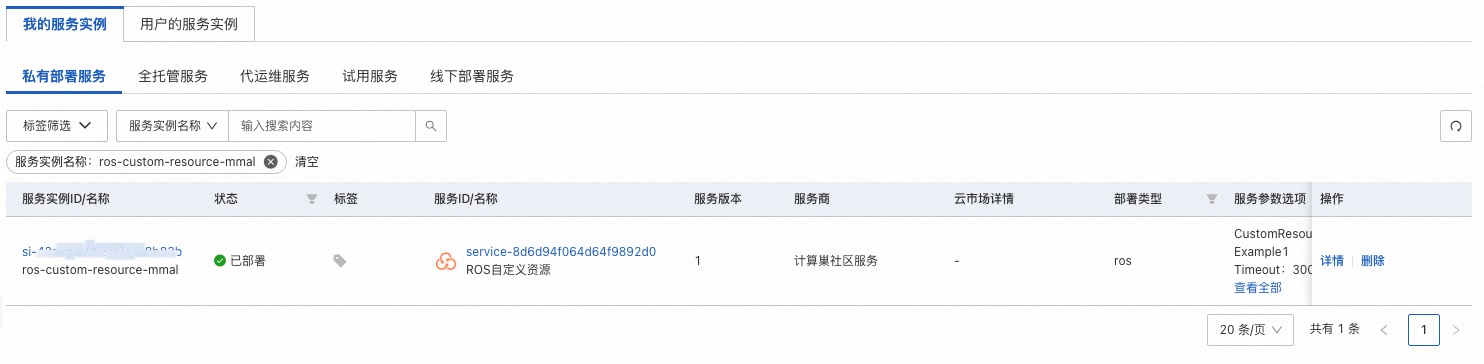 我的服务实例 用户的服务实例
私有部署服务 全托管服务 代运维服务 试用服务 线下部署服务
标签筛选 服务实例名称 输入搜索内容
服务实例名称：ros-custom-resource-mmal 清空
服务实例ID/名称 状态 标签 服务ID/名称 服务版本 服务商 云市场详情 部署类型 服务参数选项 操作
CustomResou
service-8d6d94f064d64f9892d0 Example1
已部署 1 计算巢社区服务 - ros 详情 删除
ros-custom-resource-mmal ROS自定义资源 Timeout：300
查看全部
20 条/页 共有 1 条 1